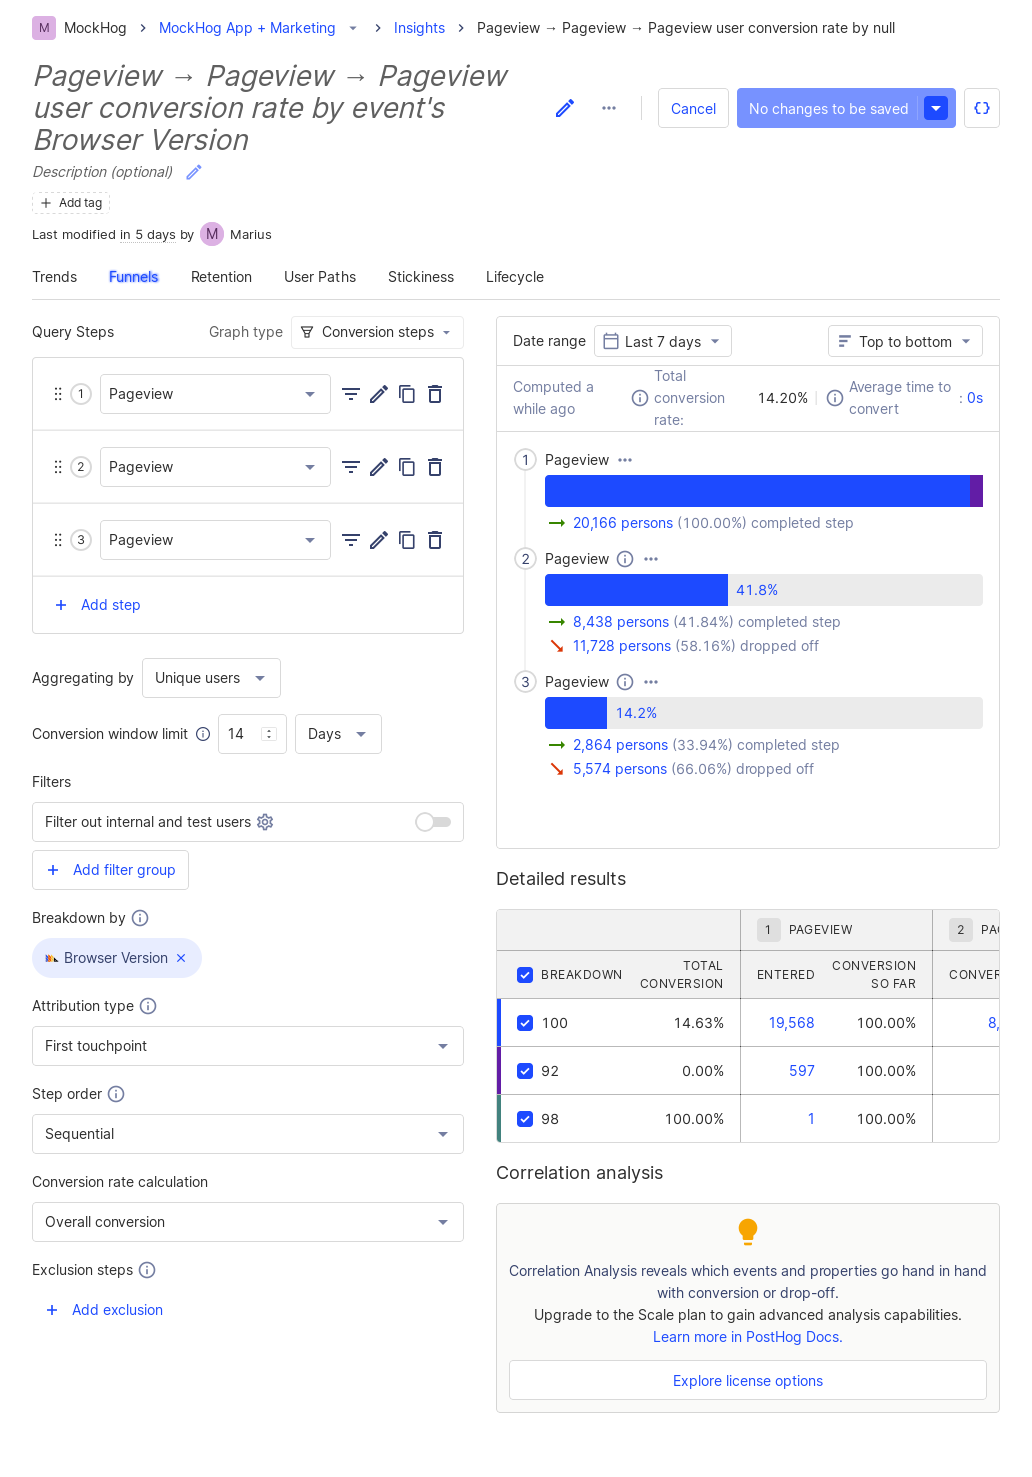 M MockHog > MockHog App + Marketing > Insights > Pageview → Pageview → Pageview user conversion rate by null
Pageview → Pageview → Pageview
user conversion rate by event's
Browser Version
Cancel
No changes to be saved
Description (optional)
Add tag
Last modified in 5 days by M Marius
Trends Funnels Retention User Paths Stickiness Lifecycle
Query Steps
Graph type Conversion steps
1 Pageview
2 Pageview
3 Pageview
Add step
Aggregating by Unique users
Conversion window limit 14 Days
Filters
Filter out internal and test users
Add filter group
Breakdown by
Browser Version
Attribution type
First touchpoint
Step order
Sequential
Conversion rate calculation
Overall conversion
Exclusion steps
Add exclusion
Date range Last 7 days Top to bottom
Computed a
while ago
Total
conversion
rate:
14.20%
Average time to
convert
: 0s
1 Pageview
20,166 persons (100.00%) completed step
2 Pageview
41.8%
8,438 persons (41.84%) completed step
11,728 persons (58.16%) dropped off
3 Pageview
14.2%
2,864 persons (33.94%) completed step
5,574 persons (66.06%) dropped off
Detailed results
1 PAGEVIEW 2 PAG
BREAKDOWN
TOTAL
CONVERSION
ENTERED
CONVERSION
SO FAR
CONVER
100 14.63% 19,568 100.00% 8,
92 0.00% 597 100.00%
98 100.00% 1 100.00%
Correlation analysis
Correlation Analysis reveals which events and properties go hand in hand
with conversion or drop-off.
Upgrade to the Scale plan to gain advanced analysis capabilities.
Learn more in PostHog Docs.
Explore license options